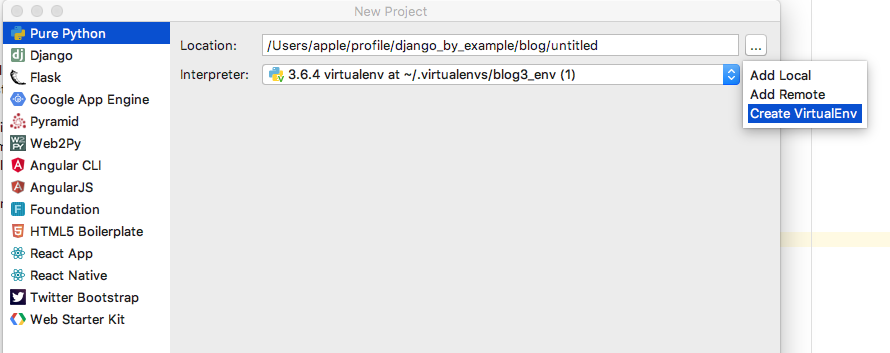 New Project
Pure Python
Django
Flask
Google App Engine
Pyramid
Web2Py
Angular CLI
AngularJS
Foundation
HTML5 Boilerplate
React App
React Native
Twitter Bootstrap
Web Starter Kit
Location: /Users/apple/profile/django_by_example/blog/untitled ...
Interpreter: 3.6.4 virtualenv at ~/.virtualenvs/blog3_env (1)
Add Local
Add Remote
Create VirtualEnv